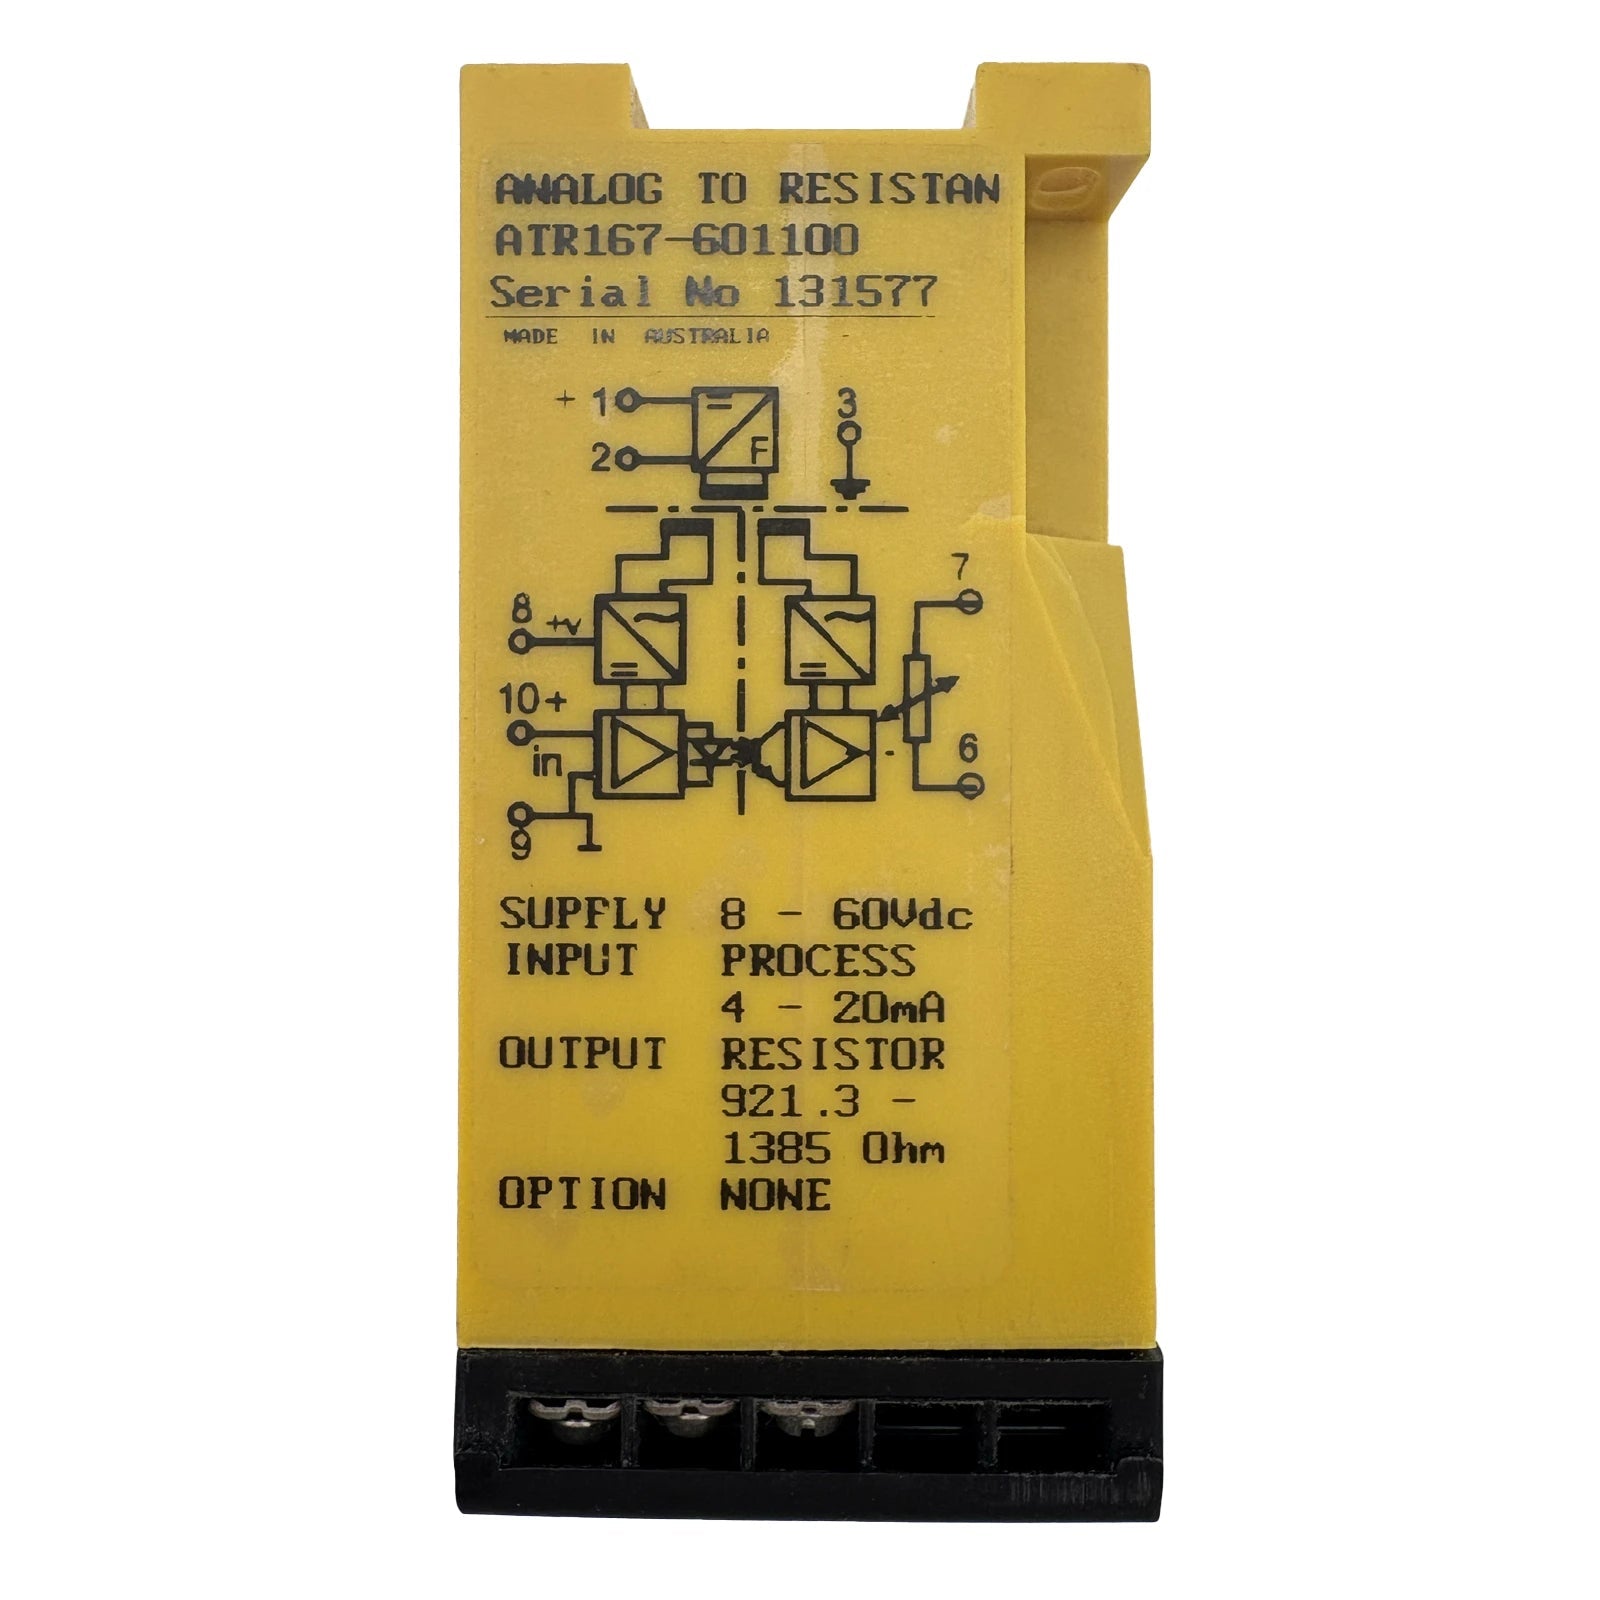 ANALOG TO RESISTAN
ATR167-601100
Serial No 131577
MADE IN AUSTRALIA -
+ 1
2
F
3
7
8 +v
10+
in
9
6
SUPPLY 8 - 60Vdc
INPUT PROCESS
4 - 20mA
OUTPUT RESISTOR
921.3 -
1385 Ohm
OPTION NONE